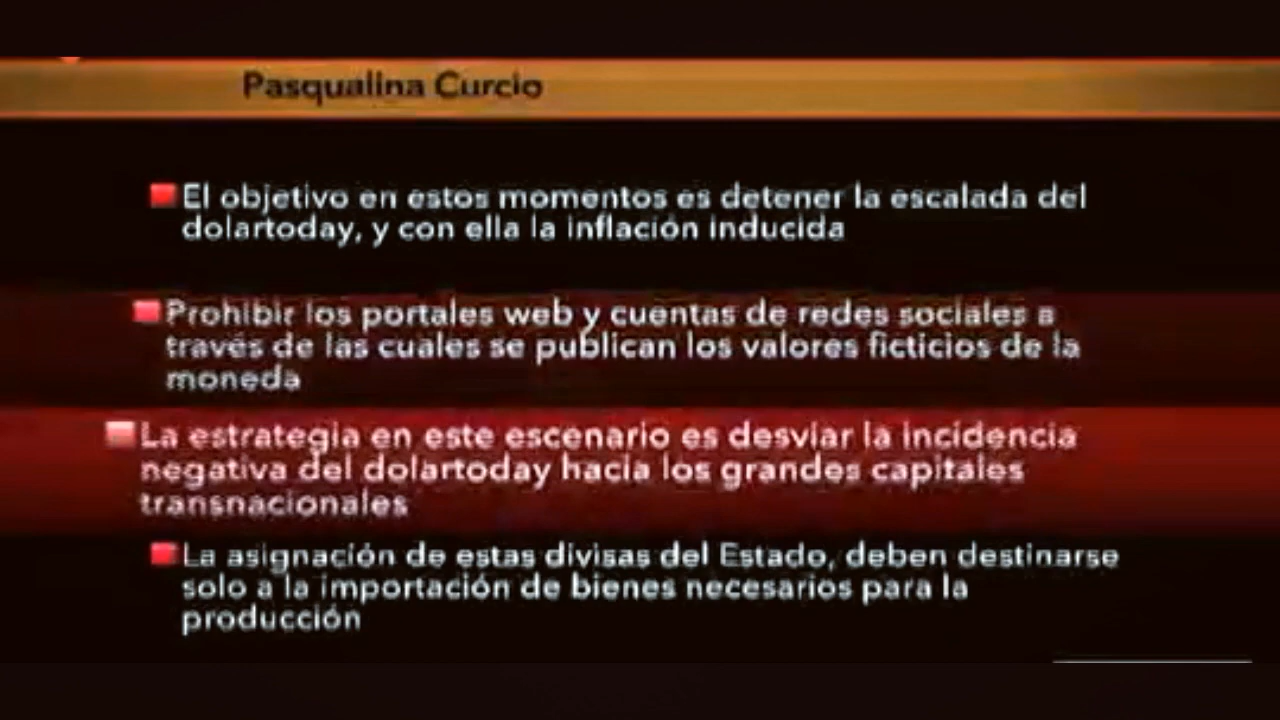 Pasqualina Curcio
El objetivo en estos momentos es detener la escalada del
dolartoday, y con ella la inflación inducida
Prohibir los portales web y cuentas de redes sociales a
través de las cuales se publican los valores ficticios de la
moneda
La estrategia en este escenario es desviar la incidencia
negativa del dolartoday hacia los grandes capitales
transnacionales
La asignación de estas divisas del Estado, deben destinarse
solo a la importación de bienes necesarios para la
producción